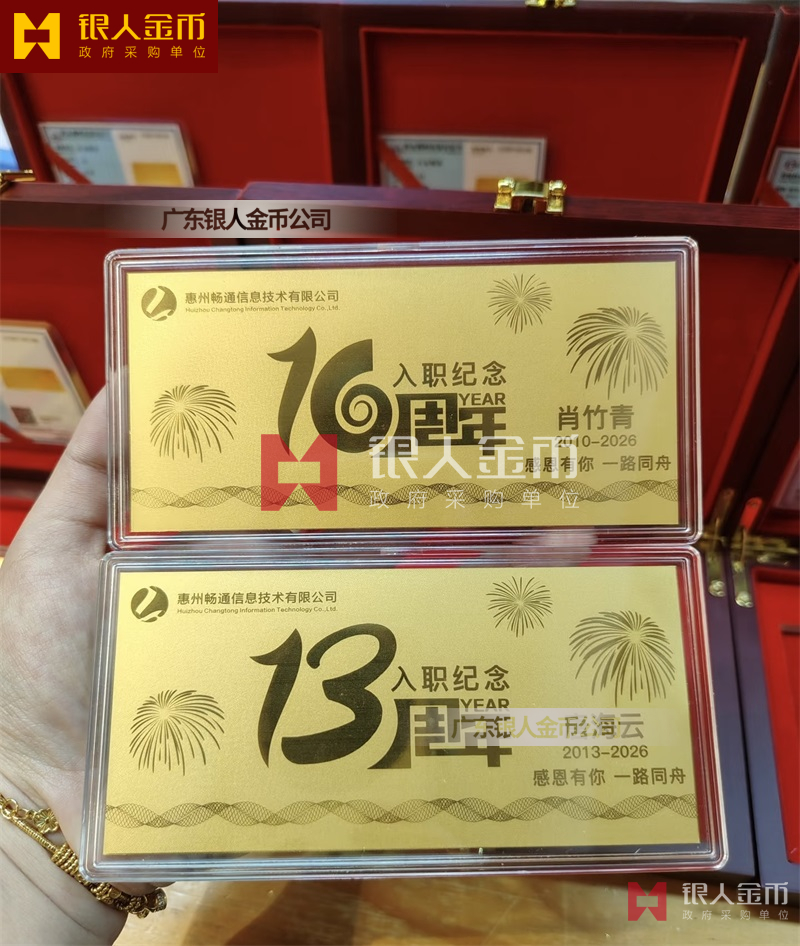 银人金币
政府采购单位
广东银人金币公司
惠州畅通信息技术有限公司
Huizhou Changtong Information Technology Co.,Ltd.
16
入职纪念
YEAR
周年
肖竹青
2010-2026
感恩有你 一路同舟
银人金币
政府采购单位
惠州畅通信息技术有限公司
Huizhou Changtong Information Technology Co.,Ltd.
13
入职纪念
YEAR
周年
广东银人金币
海云
2013-2026
感恩有你 一路同舟
银人金币
政府采购单位